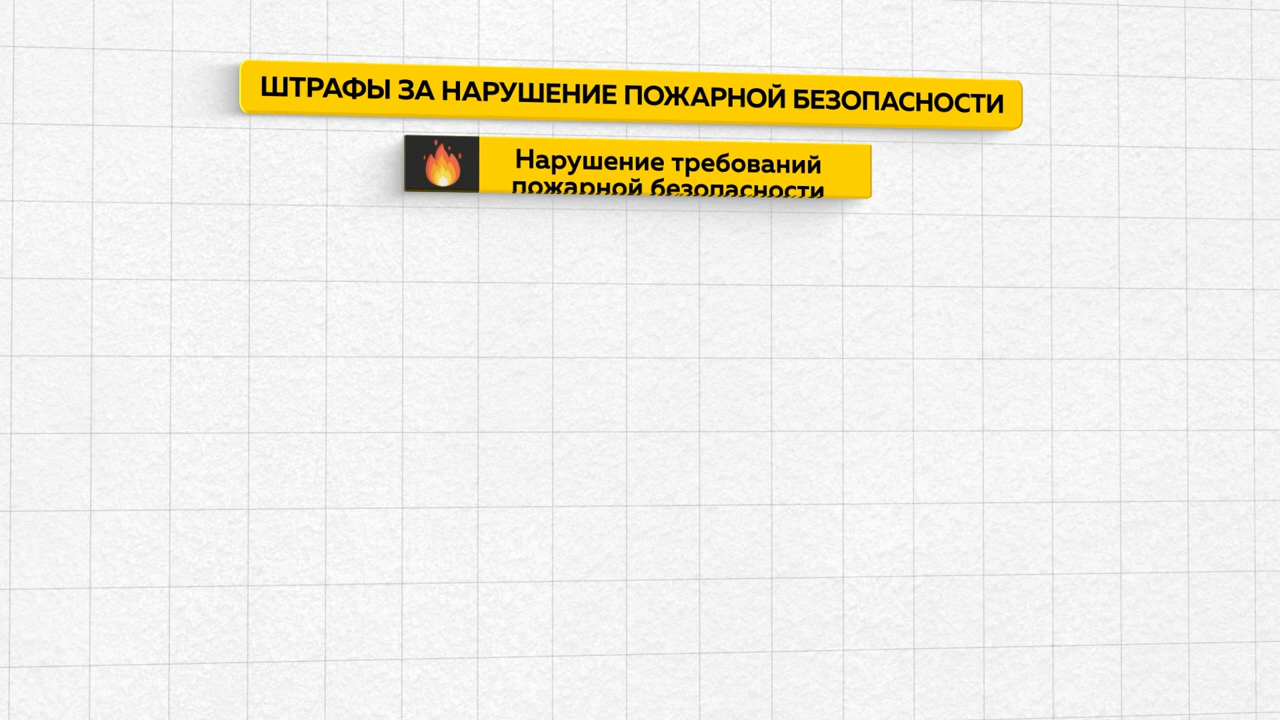 ШТРАФЫ ЗА НАРУШЕНИЕ ПОЖАРНОЙ БЕЗОПАСНОСТИ
Нарушение требований
пожарной безопасности